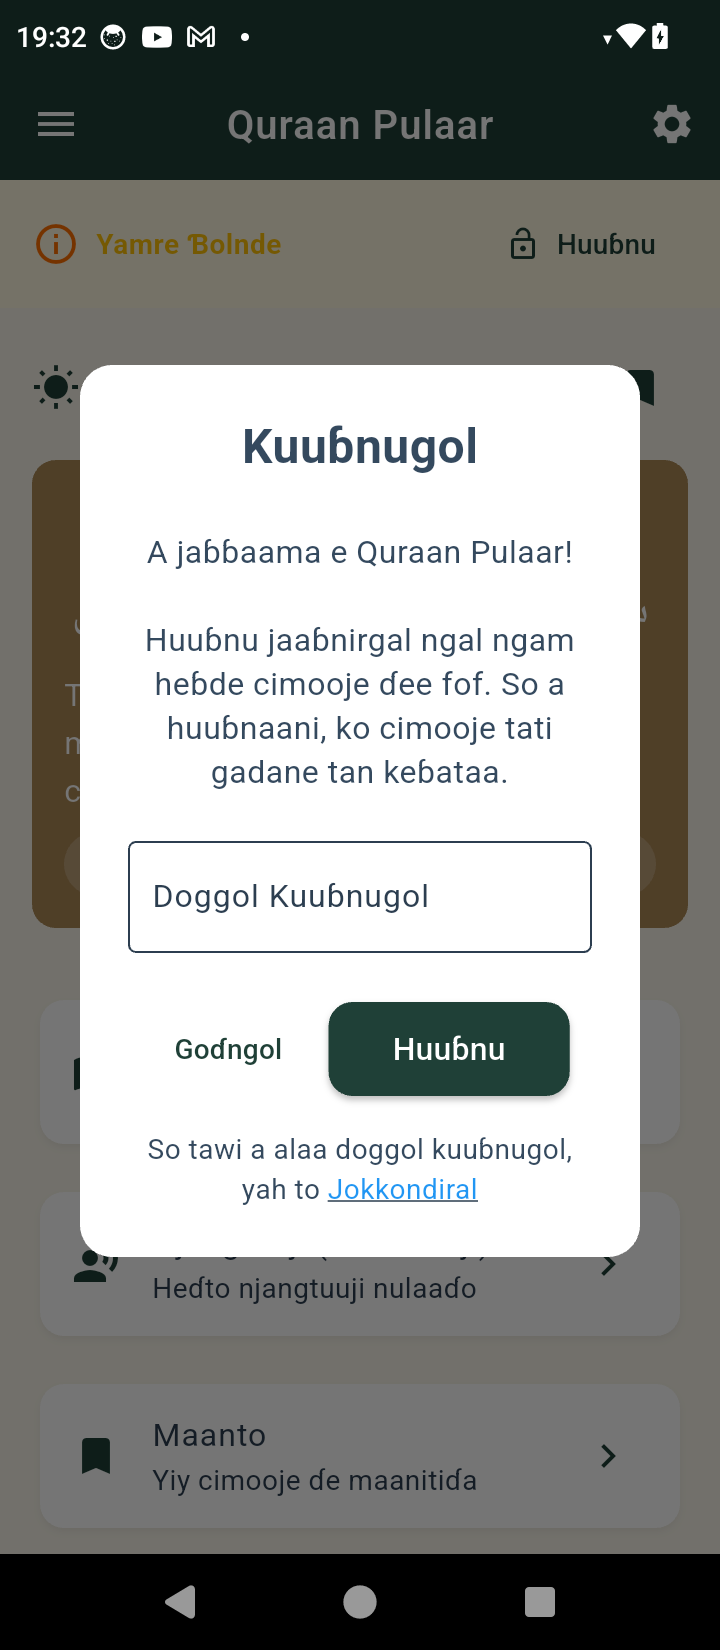 19:32
Quraan Pulaar
Yamre Ɓolnde
Huuɓnu
Kuuɓnugol
A jaɓɓaama e Quraan Pulaar!
Huuɓnu jaaɓnirgal ngal ngam
heɓde cimooje ɗee fof. So a
huuɓnaani, ko cimooje tati
gadane tan keɓataa.
Doggol Kuuɓnugol
Goɗngol
Huuɓnu
So tawi a alaa doggol kuuɓnugol,
yah to Jokkondiral
Heɗto njangtuuji nulaaɗo
Maanto
Yiy cimooje ɗe maanitiɗa